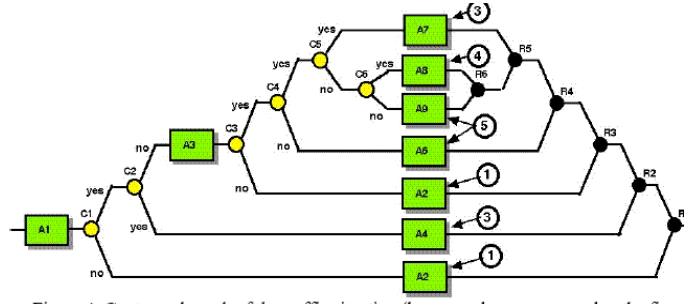 3
yes
A7
C5
4
R5
yes
yes
A8
C6
R6
C4
no
R4
A9
yes
no
5
no
A3
C3
no
A6
R3
C2
1
R2
yes
no
A2
3
C1
yes
A4
R
A1
1
no
A2